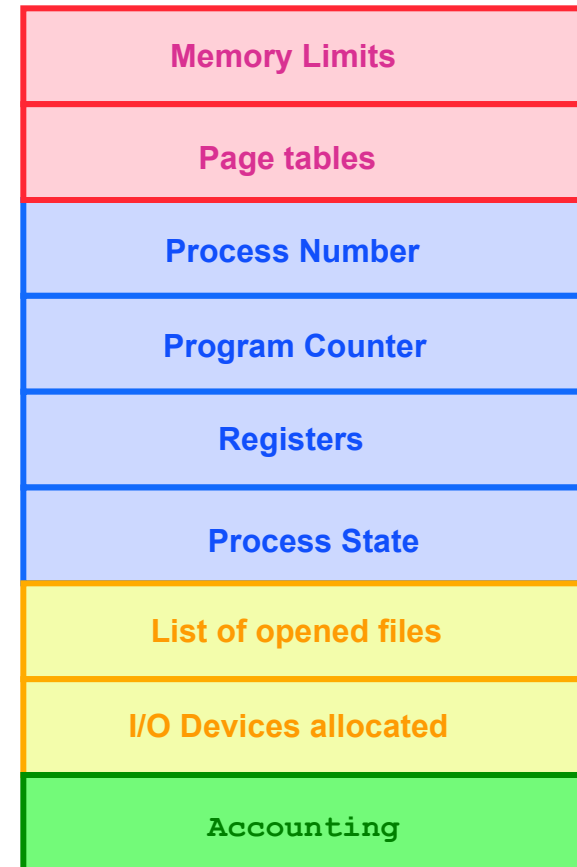 Memory Limits
Page tables
Process Number
Program Counter
Registers
Process State
List of opened files
I/O Devices allocated
Accounting